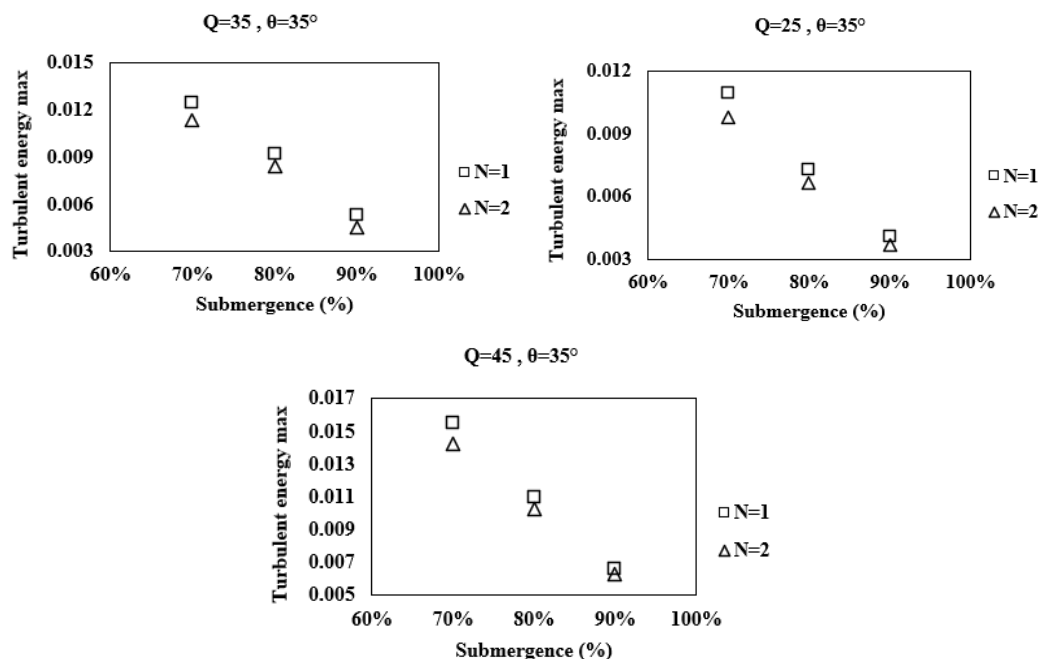 Q=35 , θ=35°
Turbulent energy max
0.015
0.012
0.009
0.006
0.003
60% 70% 80% 90% 100%
Submergence (%)
N=1
N=2
Q=25 , θ=35°
Turbulent energy max
0.012
0.009
0.006
0.003
60% 70% 80% 90% 100%
Submergence (%)
N=1
N=2
Q=45 , θ=35°
Turbulent energy max
0.017
0.015
0.013
0.011
0.009
0.007
0.005
60% 70% 80% 90% 100%
Submergence (%)
N=1
N=2